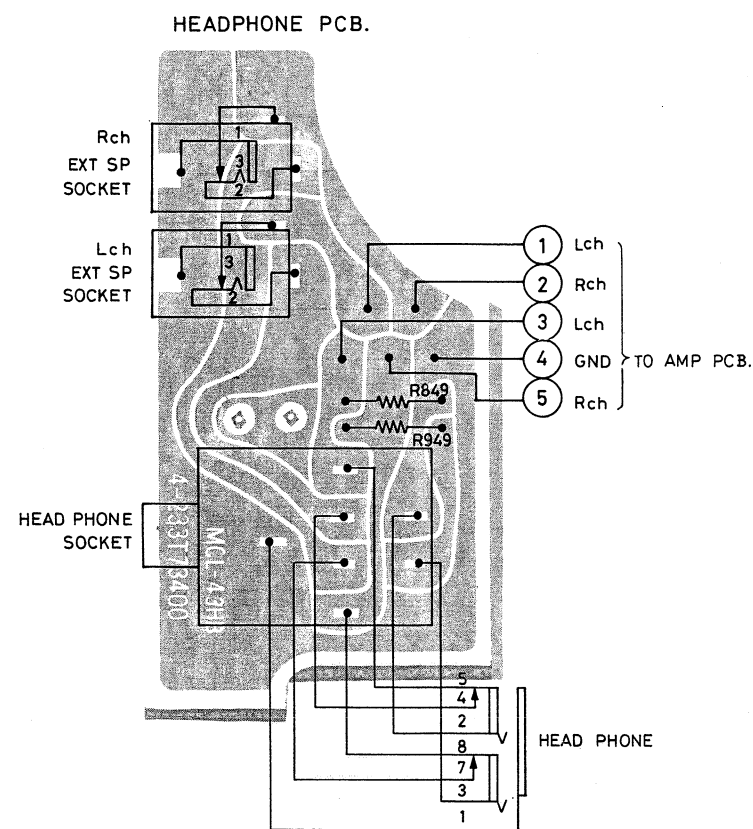 HEADPHONE PCB.
Rch
EXT SP
SOCKET
1
3
2
Lch
EXT SP
SOCKET
1
3
2
1 Lch
2 Rch
3 Lch
4 GND
5 Rch
TO AMP PCB.
R849
R949
HEAD PHONE
SOCKET
MCL-43HB
5
4
2
8
7
3
1
HEAD PHONE